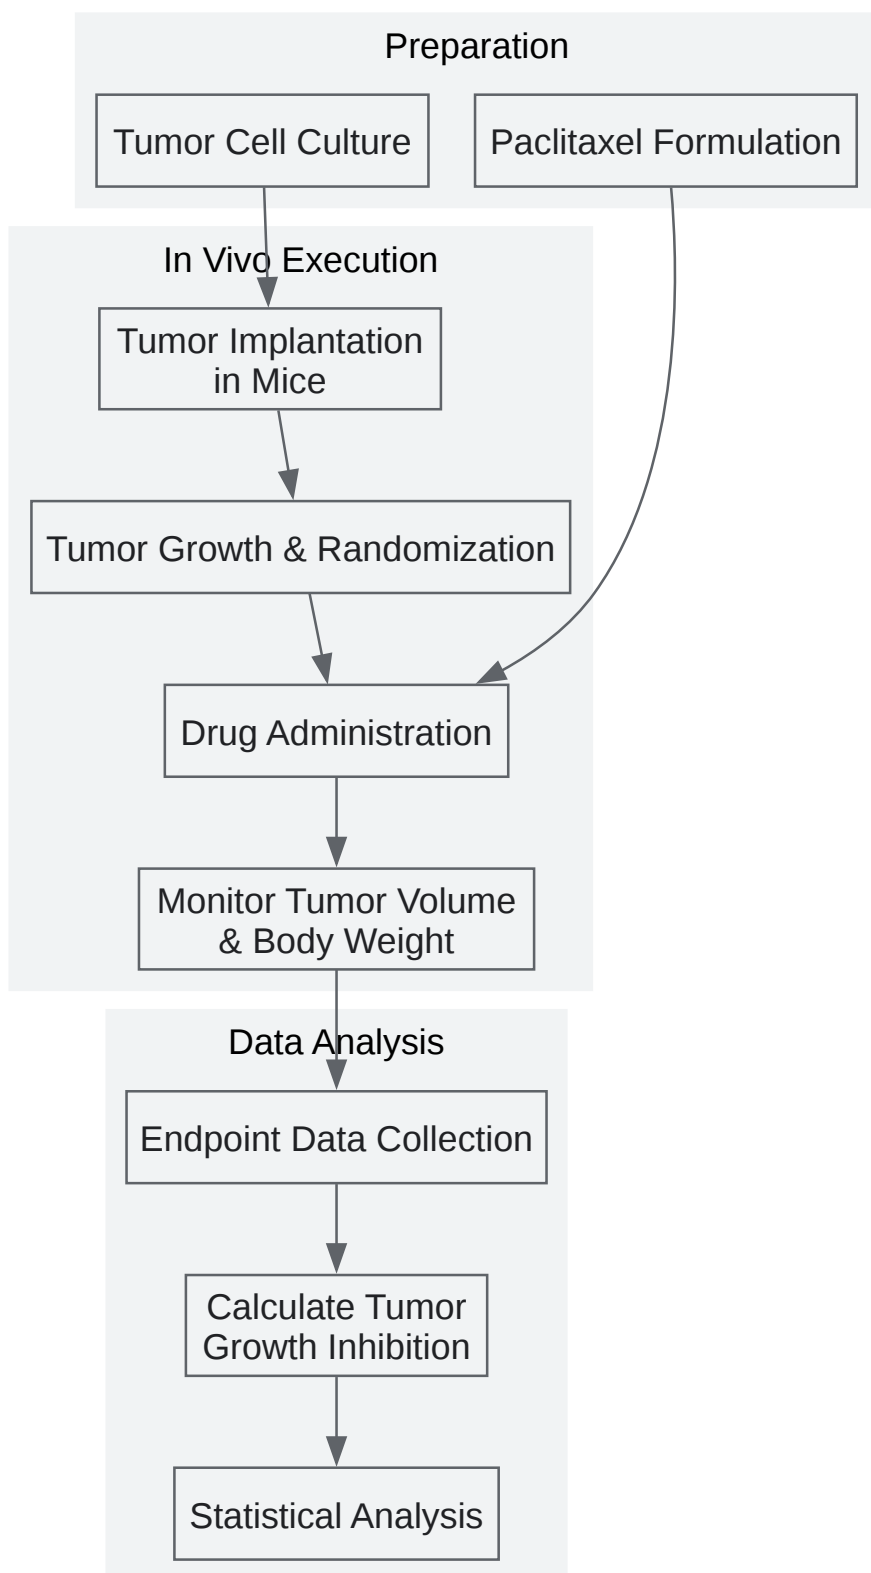 Preparation
Tumor Cell Culture
Paclitaxel Formulation
In Vivo Execution
Tumor Implantation
in Mice
Tumor Growth & Randomization
Drug Administration
Monitor Tumor Volume
& Body Weight
Data Analysis
Endpoint Data Collection
Calculate Tumor
Growth Inhibition
Statistical Analysis